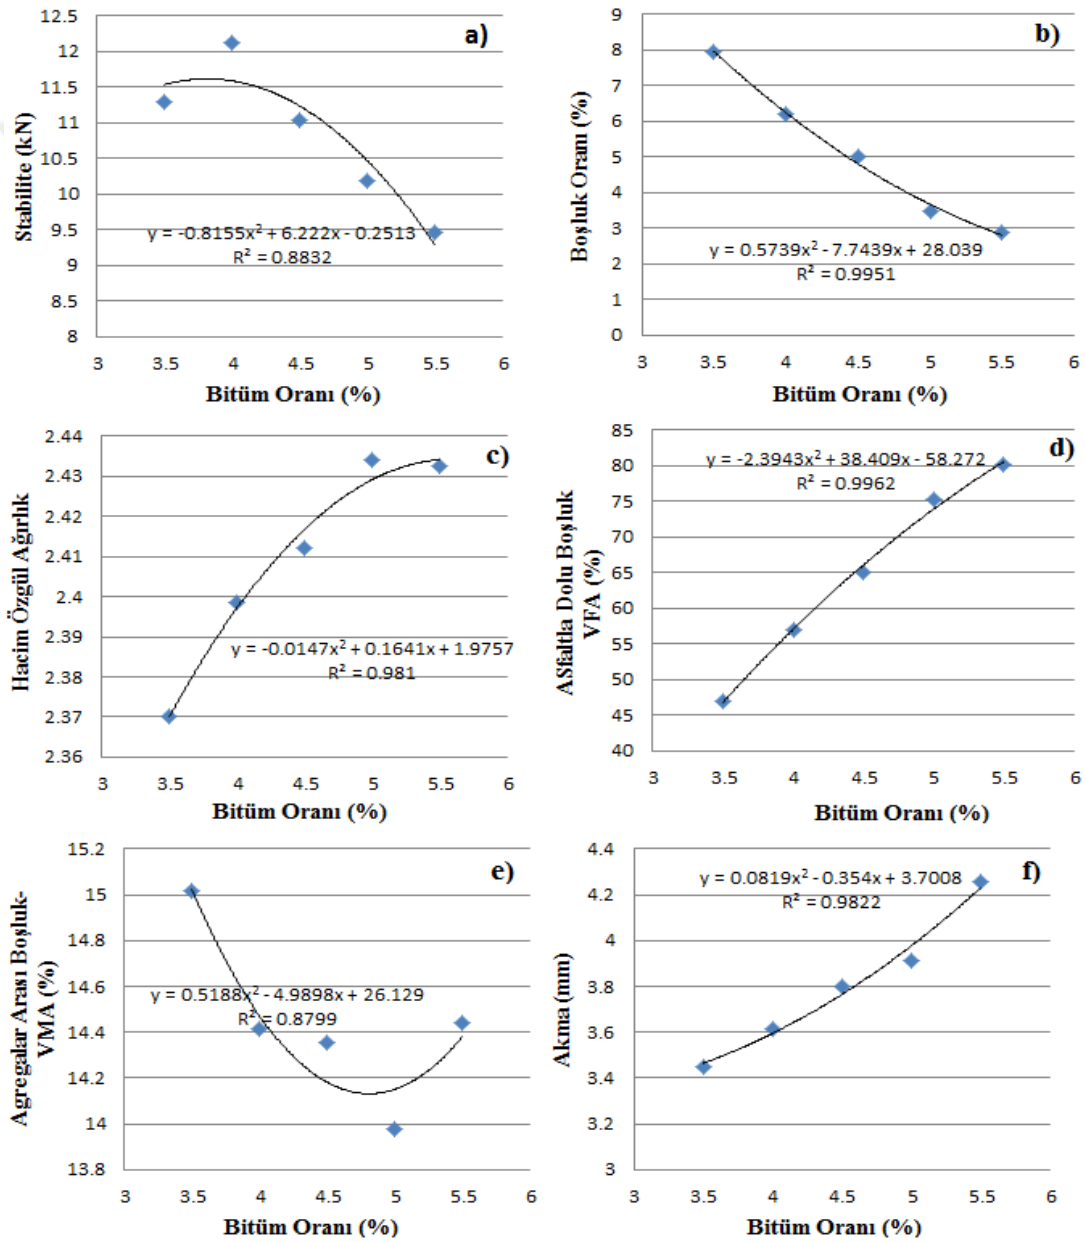 a)
Stabilite (kN)
12.5
12
11.5
11
10.5
10
9.5
9
8.5
8
y = -0.8155x² + 6.222x - 0.2513
R² = 0.8832
3 3.5 4 4.5 5 5.5 6
Bitüm Oranı (%)
b)
Boşluk Oranı (%)
9
8
7
6
5
4
3
2
1
0
y = 0.5739x² - 7.7439x + 28.039
R² = 0.9951
3 3.5 4 4.5 5 5.5 6
Bitüm Oranı (%)
c)
Hacim Özgül Ağırlık
2.44
2.43
2.42
2.41
2.4
2.39
2.38
2.37
2.36
y = -0.0147x² + 0.1641x + 1.9757
R² = 0.981
3 3.5 4 4.5 5 5.5 6
Bitüm Oranı (%)
d)
ASfaltla Dolu Boşluk
VFA (%)
85
80
75
70
65
60
55
50
45
40
y = -2.3943x² + 38.409x - 58.272
R² = 0.9962
3 3.5 4 4.5 5 5.5 6
Bitüm Oranı (%)
e)
Agregalar Arası Boşluk-
VMA (%)
15.2
15
14.8
14.6
14.4
14.2
14
13.8
y = 0.5188x² - 4.9898x + 26.129
R² = 0.8799
3 3.5 4 4.5 5 5.5 6
Bitüm Oranı (%)
f)
Akma (mm)
4.4
4.2
4
3.8
3.6
3.4
3.2
3
y = 0.0819x² - 0.354x + 3.7008
R² = 0.9822
3 3.5 4 4.5 5 5.5 6
Bitüm Oranı (%)